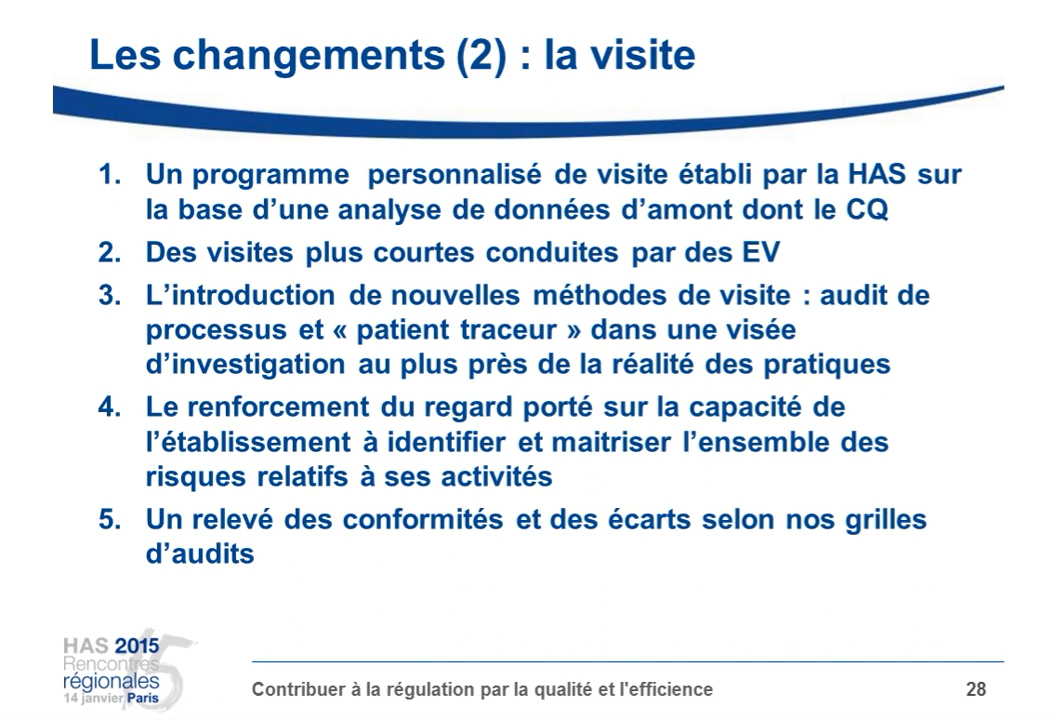 Les changements (2) : la visite
1. Un programme personnalisé de visite établi par la HAS sur
la base d’une analyse de données d’amont dont le CQ
2. Des visites plus courtes conduites par des EV
3. L’introduction de nouvelles méthodes de visite : audit de
processus et « patient traceur » dans une visée
d’investigation au plus près de la réalité des pratiques
4. Le renforcement du regard porté sur la capacité de
l’établissement à identifier et maitriser l’ensemble des
risques relatifs à ses activités
5. Un relevé des conformités et des écarts selon nos grilles
d’audits
HAS 2015
Rencontres
régionales
14 janvier Paris
15
Contribuer à la régulation par la qualité et l'efficience
28